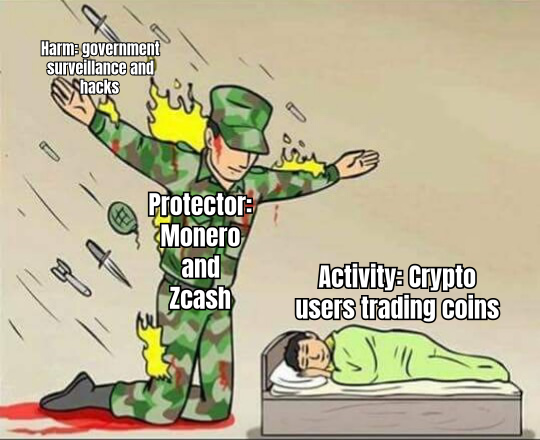 Harm: government
surveillance and
hacks
Protector:
Monero
and
Zcash
Activity: Crypto
users trading coins